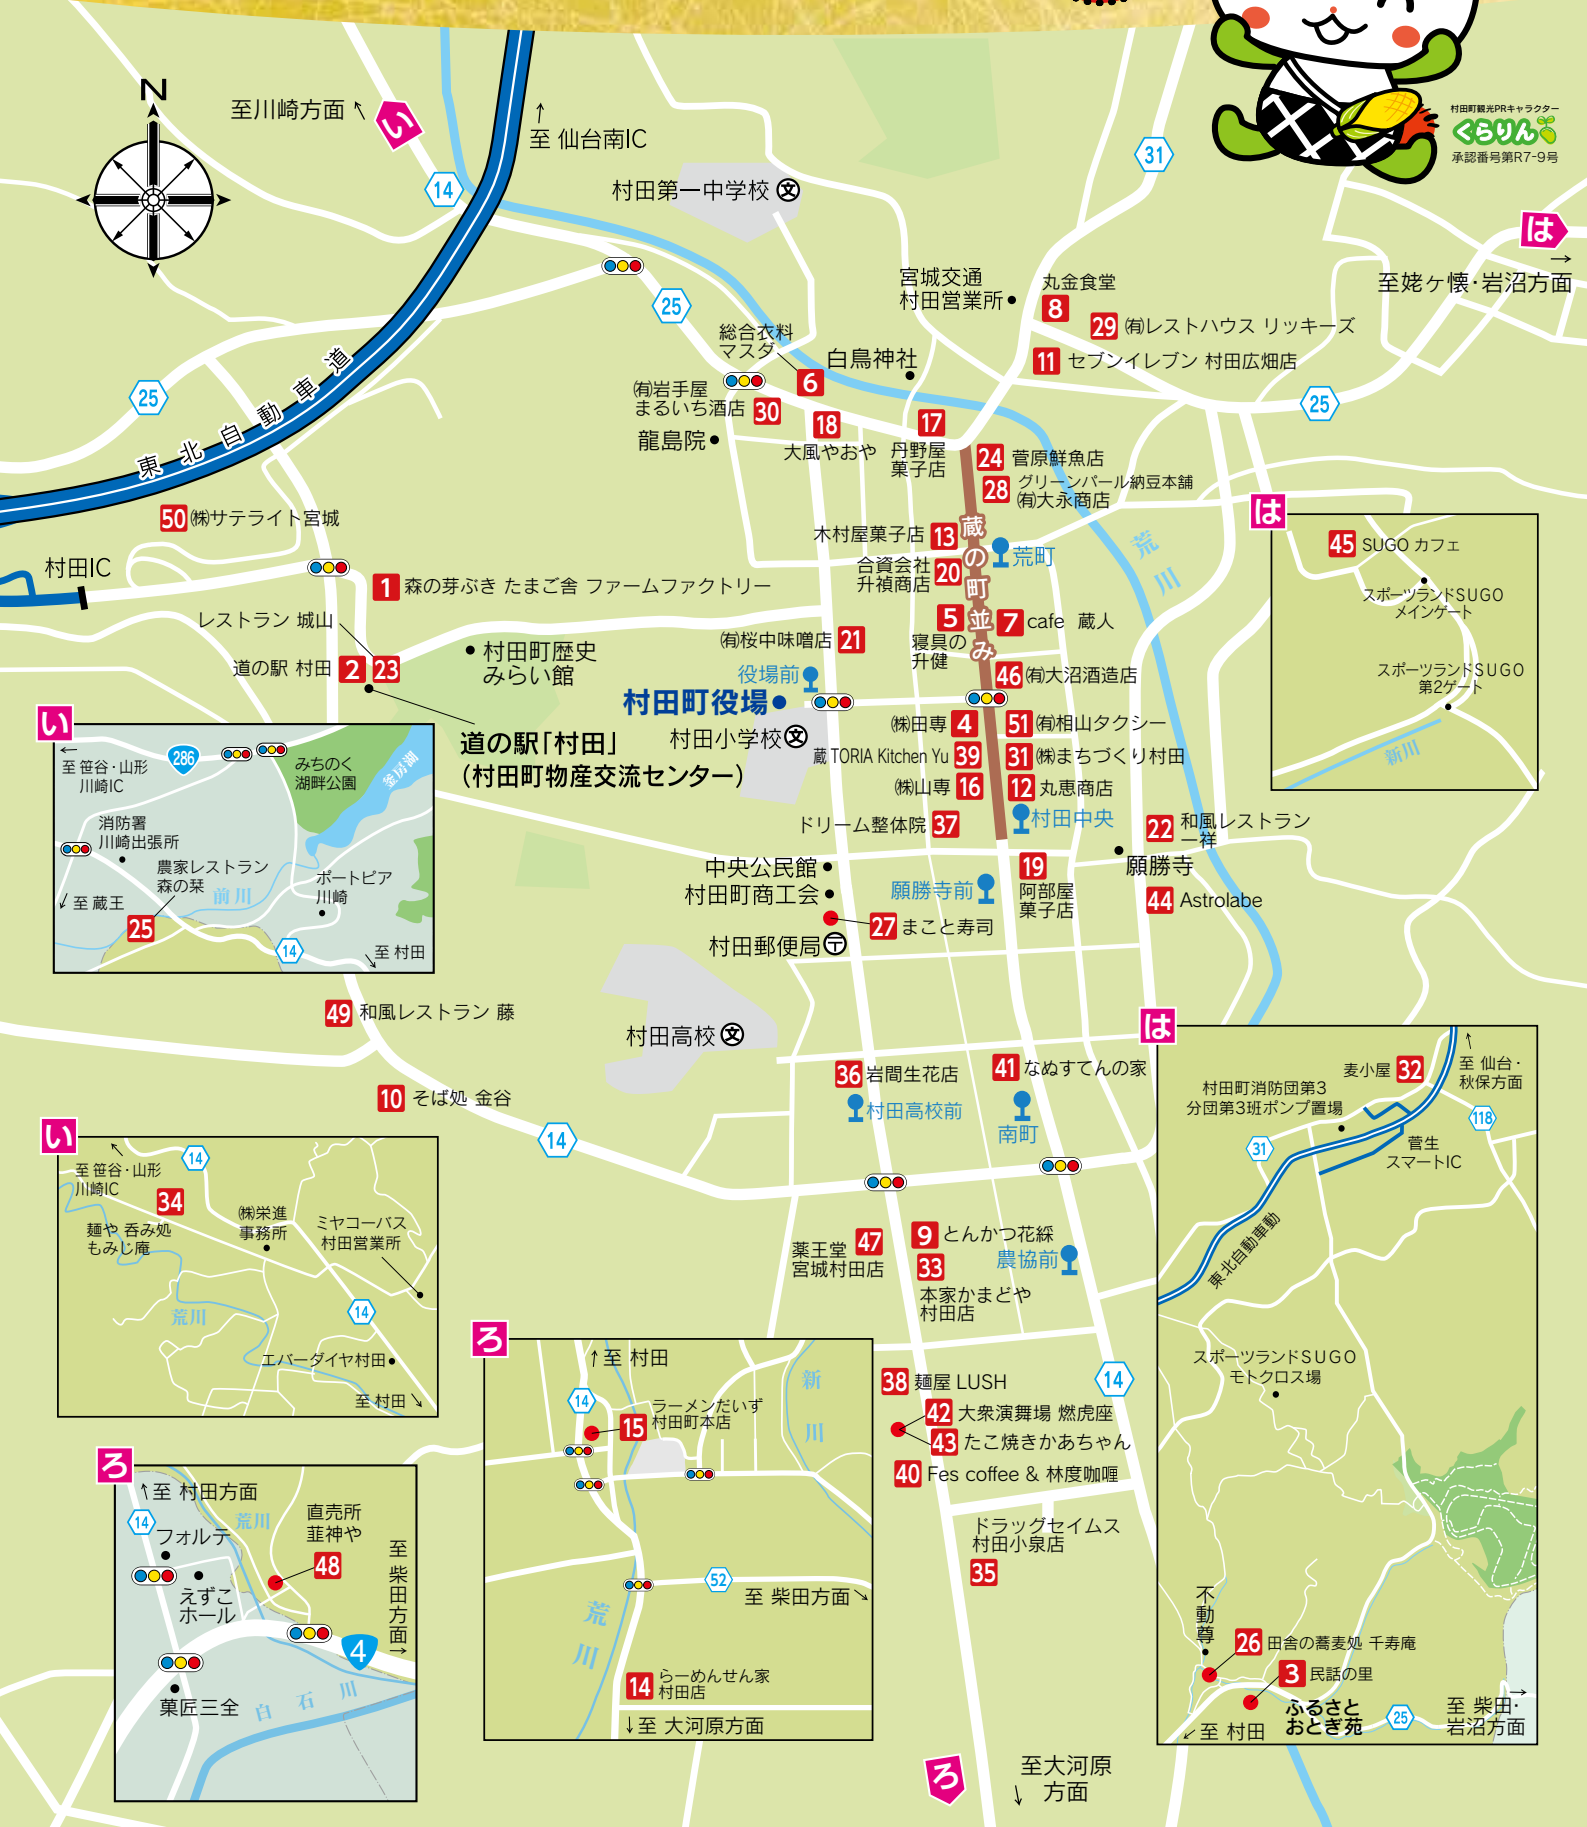 村田町観光PRキャラクター
くらりん
承認番号第R7-9号
N
至川崎方面
い
至 仙台南IC
14
31
村田第一中学校
文
は
至姥ヶ懐・岩沼方面
宮城交通
村田営業所
丸金食堂
8
29 ㈲レストハウス リッキーズ
11 セブンイレブン 村田広畑店
25
25
25
総合衣料
マスダ
6
白鳥神社
㈲岩手屋
まるいち酒店
30
龍島院
18
大風やおや
17
丹野屋
菓子店
24 菅原鮮魚店
28 グリーンパール納豆本舗
㈲大永商店
東北自動車道
50 ㈱サテライト宮城
村田IC
1 森の芽ぶき たまご舎 ファームファクトリー
レストラン 城山
道の駅 村田 2 23
村田町歴史
みらい館
道の駅「村田」
(村田町物産交流センター)
木村屋菓子店 13
合資会社
升禎商店
20
蔵の町並み
荒町
荒川
5
寝具の
升健
7 cafe 蔵人
㈲桜中味噌店 21
役場前
村田町役場
46 ㈲大沼酒造店
村田小学校
文
㈱田専 4
51 ㈲相山タクシー
蔵 TORIA Kitchen Yu 39
31 ㈱まちづくり村田
㈱山専 16
12 丸恵商店
ドリーム整体院 37
村田中央
22 和風レストラン
一祥
願勝寺
中央公民館
村田町商工会
願勝寺前
19
阿部屋
菓子店
44 Astrolabe
27 まこと寿司
村田郵便局
〒
は
45 SUGO カフェ
スポーツランドSUGO
メインゲート
スポーツランドSUGO
第2ゲート
新川
い
至 笹谷・山形
川崎IC
286
みちのく
湖畔公園
釜房湖
消防署
川崎出張所
農家レストラン
森の栞
前川
ポートピア
川崎
至 蔵王
25
14
至 村田
49 和風レストラン 藤
村田高校
文
10 そば処 金谷
14
36 岩間生花店
村田高校前
41 なぬすてんの家
南町
い
至 笹谷・山形
川崎IC
14
34
麺や 呑み処
もみじ庵
㈱栄進
事務所
ミヤコーバス
村田営業所
荒川
14
エバーダイヤ村田
至 村田
薬王堂
宮城村田店
47
9 とんかつ花綵
33
本家かまどや
村田店
農協前
は
村田町消防団第3
分団第3班ポンプ置場
麦小屋 32
至 仙台・
秋保方面
118
31
菅生
スマートIC
東北自動車動
スポーツランドSUGO
モトクロス場
不動尊
26 田舎の蕎麦処 千寿庵
3 民話の里
ふるさと
おとぎ苑
25
至 柴田・
岩沼方面
至 村田
ろ
至 村田
14
ラーメンだいず
村田町本店
15
新川
52
至 柴田方面
荒川
14 らーめんせん家
村田店
至 大河原方面
38 麺屋 LUSH
14
42 大衆演舞場 燃虎座
43 たこ焼きかあちゃん
40 Fes coffee & 林度咖喱
ドラッグセイムス
村田小泉店
35
ろ
至 村田方面
14
荒川
フォルテ
直売所
韮神や
48
えずこ
ホール
至 柴田方面
4
菓匠三全
白石川
ろ
至大河原
方面